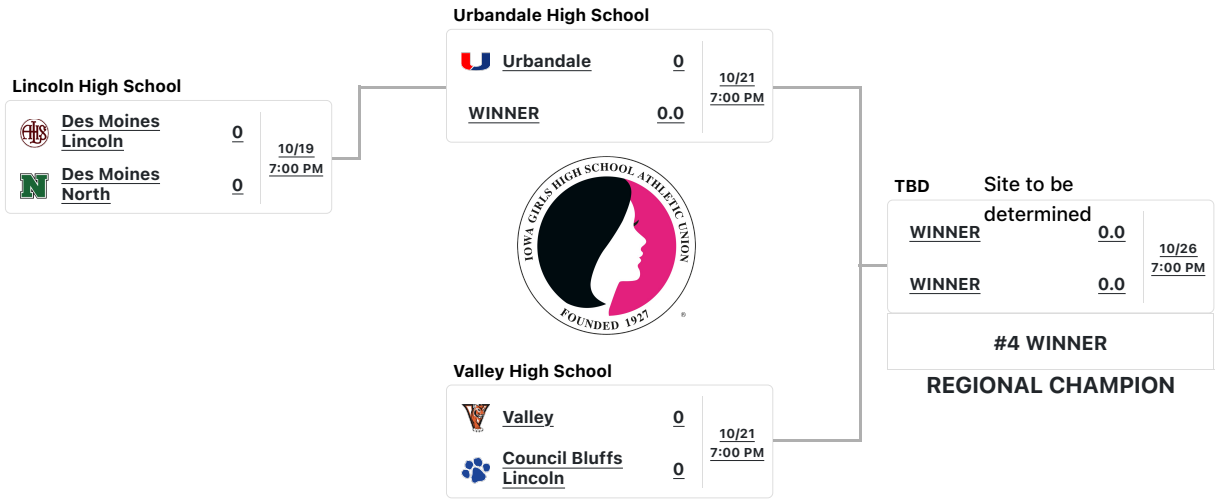 Urbandale High School
Urbandale 0
10/21
7:00 PM
WINNER 0.0
Lincoln High School
Des Moines
Lincoln
0
Des Moines
North
0
10/19
7:00 PM
IOWA GIRLS HIGH SCHOOL ATHLETIC UNION
FOUNDED 1927
®
TBD
Site to be
determined
WINNER 0.0
WINNER 0.0
10/26
7:00 PM
#4 WINNER
REGIONAL CHAMPION
Valley High School
Valley 0
Council Bluffs
Lincoln
0
10/21
7:00 PM